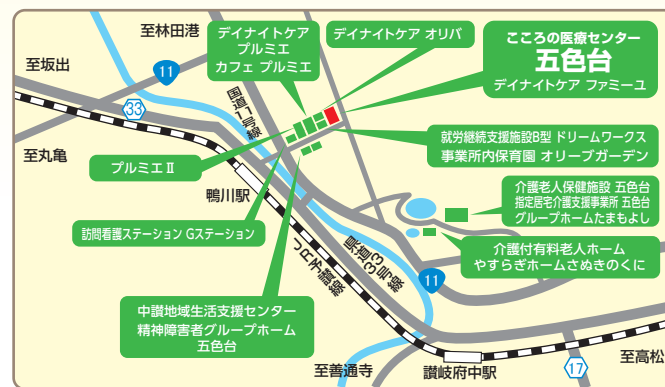 至林田港
デイナイトケア
プルミエ
カフェ プルミエ
デイナイトケア オリバ
こころの医療センター
五色台
デイナイトケア ファミーユ
至坂出
11
国道11号線
33
就労継続支援施設B型 ドリームワークス
事業所内保育園 オリーブガーデン
至丸亀
プルミエⅡ
鴨川駅
介護老人保健施設 五色台
指定居宅介護支援事業所 五色台
グループホームたまもよし
訪問看護ステーション Gステーション
介護付有料老人ホーム
やすらぎホームさぬきのくに
県道33号線
JR予讃線
11
中讃地域生活支援センター
精神障害者グループホーム
五色台
至高松
至善通寺
讃岐府中駅
17